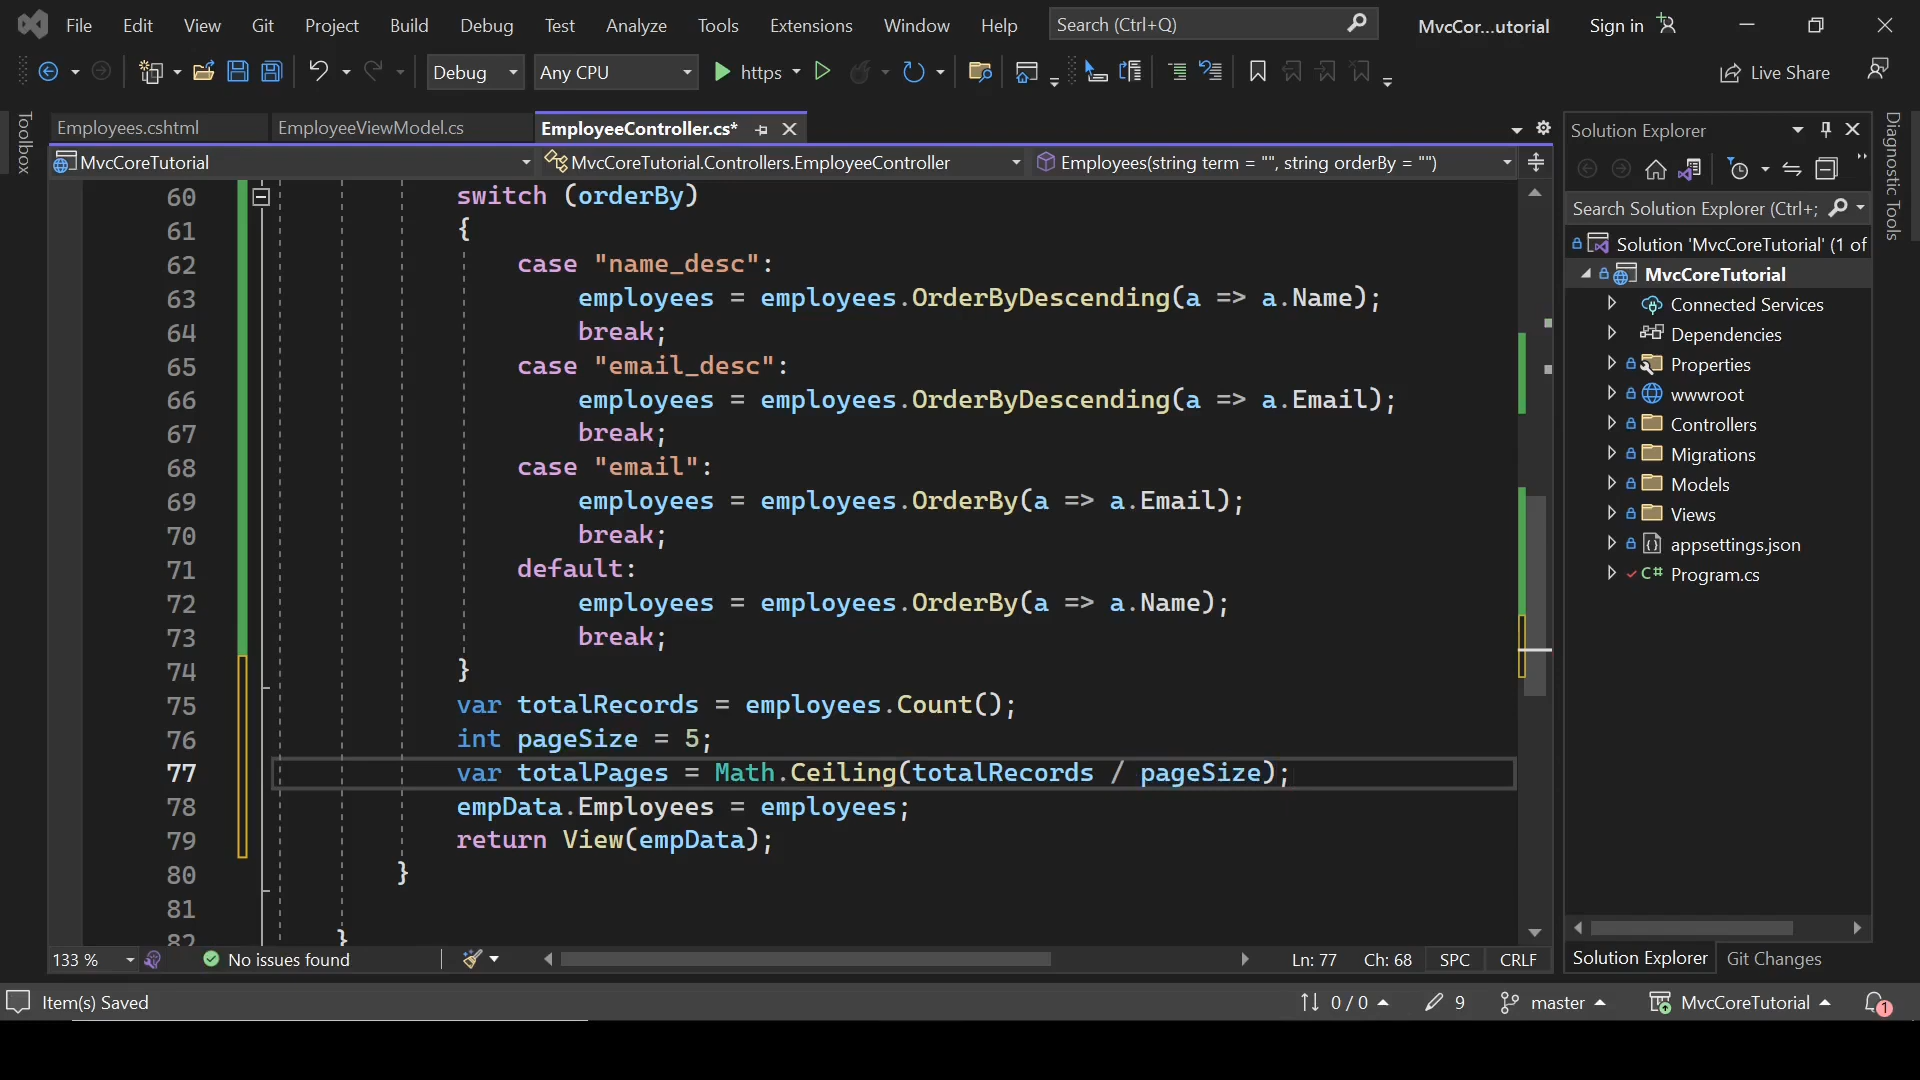 File Edit View Git Project Build Debug Test Analyze Tools Extensions Window Help Search (Ctrl+Q) MvcCor...utorial Sign in
Debug Any CPU https Live Share
Toolbox
Employees.cshtml EmployeeViewModel.cs EmployeeController.cs*
MvcCoreTutorial MvcCoreTutorial.Controllers.EmployeeController Employees(string term = "", string orderBy = "")
60 switch (orderBy)
61 {
62 case "name_desc":
63 employees = employees.OrderByDescending(a => a.Name);
64 break;
65 case "email_desc":
66 employees = employees.OrderByDescending(a => a.Email);
67 break;
68 case "email":
69 employees = employees.OrderBy(a => a.Email);
70 break;
71 default:
72 employees = employees.OrderBy(a => a.Name);
73 break;
74 }
75 var totalRecords = employees.Count();
76 int pageSize = 5;
77 var totalPages = Math.Ceiling(totalRecords / pageSize);
78 empData.Employees = employees;
79 return View(empData);
80 }
81
82 }
133 % No issues found Ln: 77 Ch: 68 SPC CRLF
Solution Explorer
Search Solution Explorer (Ctrl+;
Solution 'MvcCoreTutorial' (1 of
MvcCoreTutorial
Connected Services
Dependencies
Properties
wwwroot
Controllers
Migrations
Models
Views
appsettings.json
C# Program.cs
Solution Explorer Git Changes
Diagnostic Tools
Item(s) Saved 0 / 0 9 master MvcCoreTutorial 1